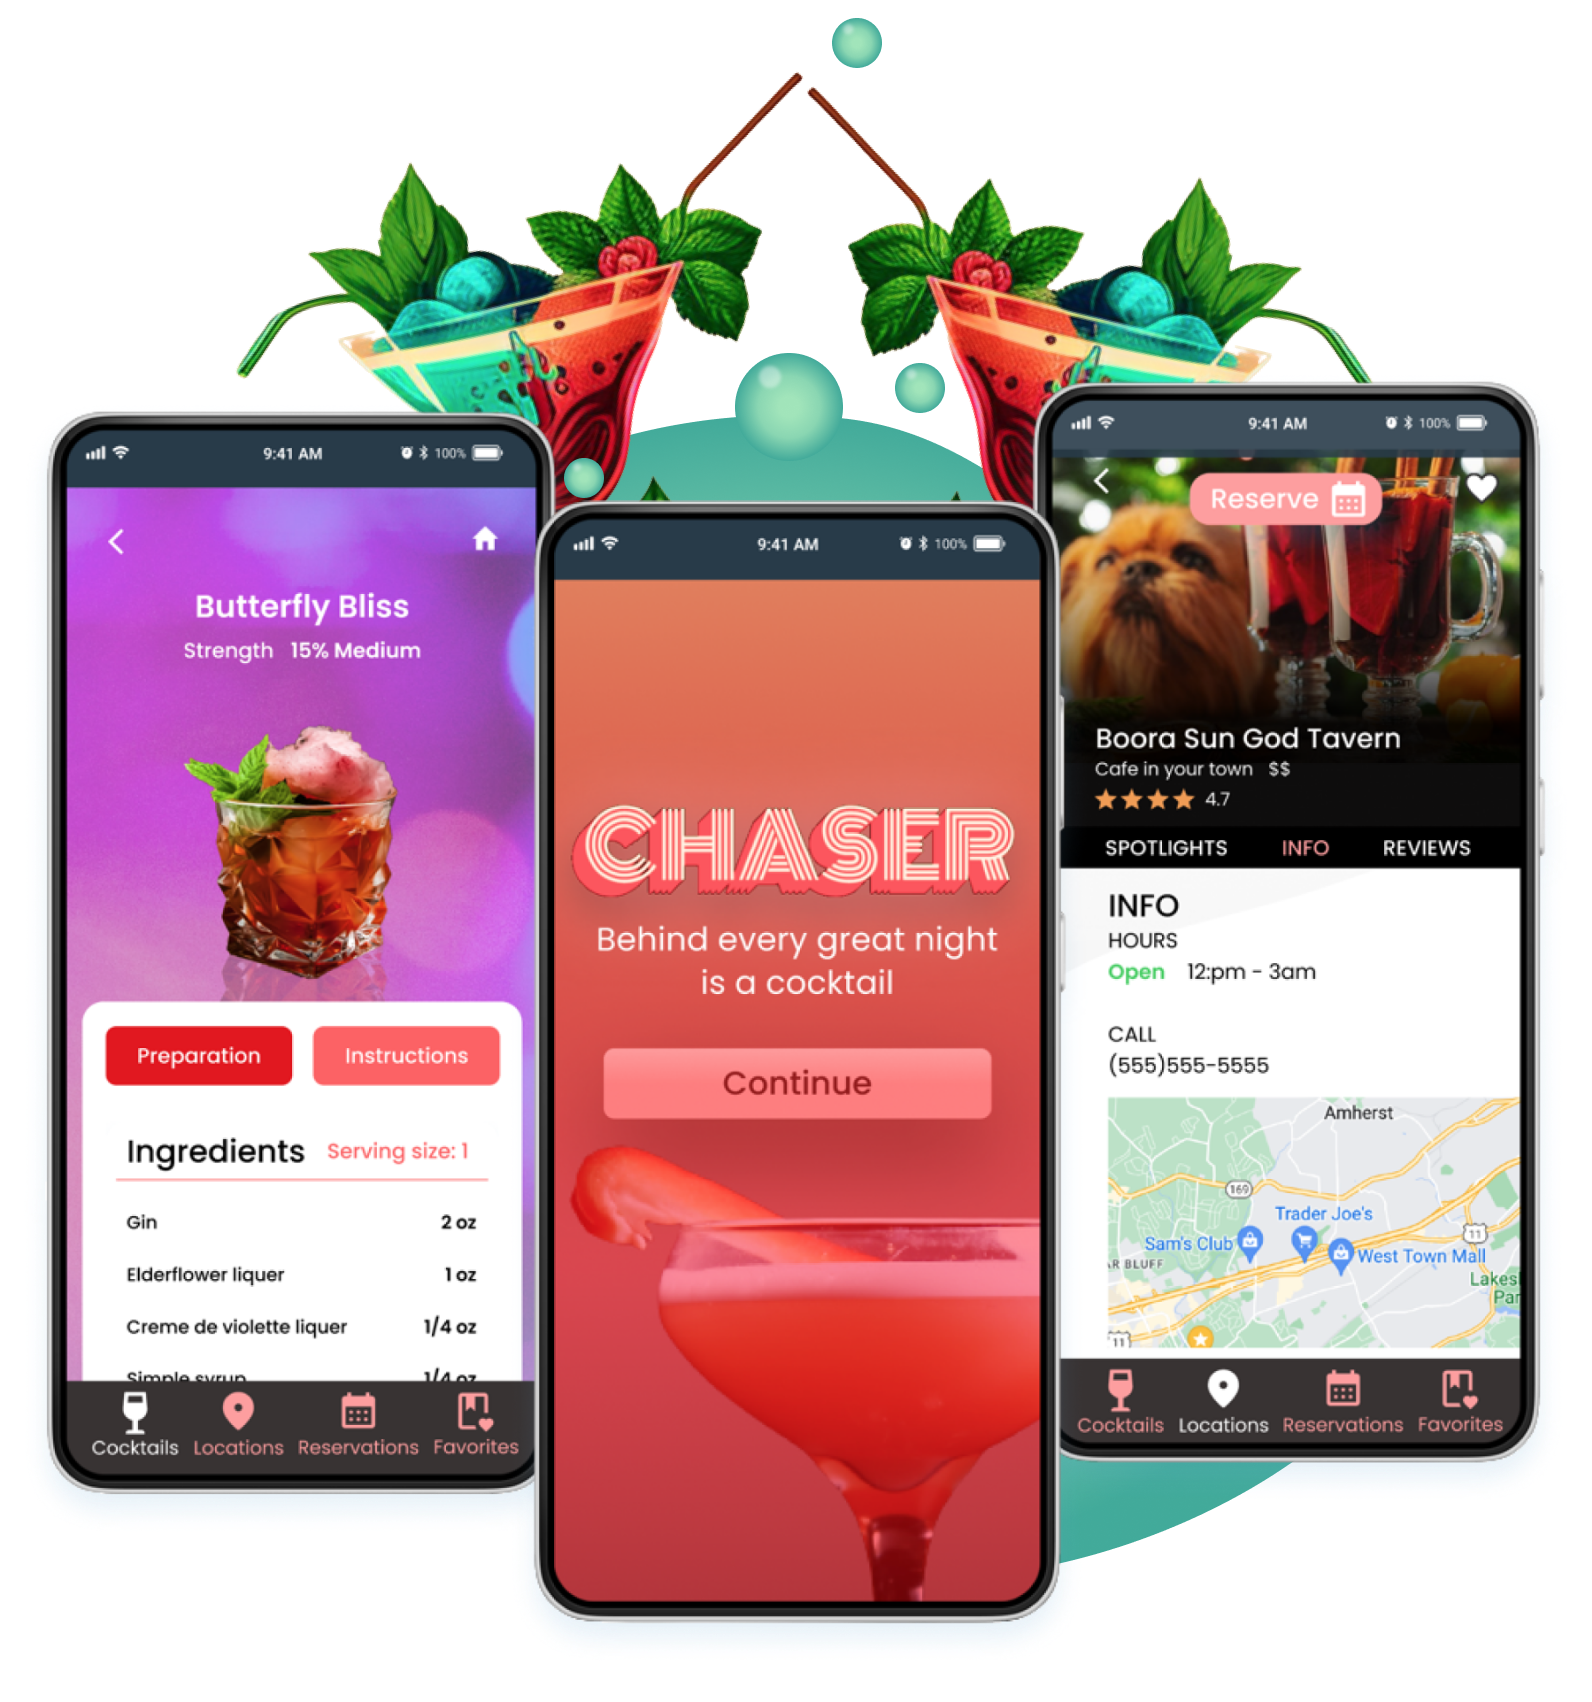 9:41 AM
100%
Butterfly Bliss
Strength 15% Medium
Preparation
Instructions
Ingredients
Serving size: 1
Gin 2 oz
Elderflower liquer 1 oz
Creme de violette liquer 1/4 oz
Simple syrup 1/4 oz
Cocktails
Locations
Reservations
Favorites
9:41 AM
100%
CHASER
Behind every great night
is a cocktail
Continue
9:41 AM
100%
Reserve
Boora Sun God Tavern
Cafe in your town $$
4.7
SPOTLIGHTS
INFO
REVIEWS
INFO
HOURS
Open 12:pm - 3am
CALL
(555)555-5555
Amherst
169
Trader Joe's
11
Sam's Club
West Town Mall
AR BLUFF
Lakes
Par
11
Cocktails
Locations
Reservations
Favorites